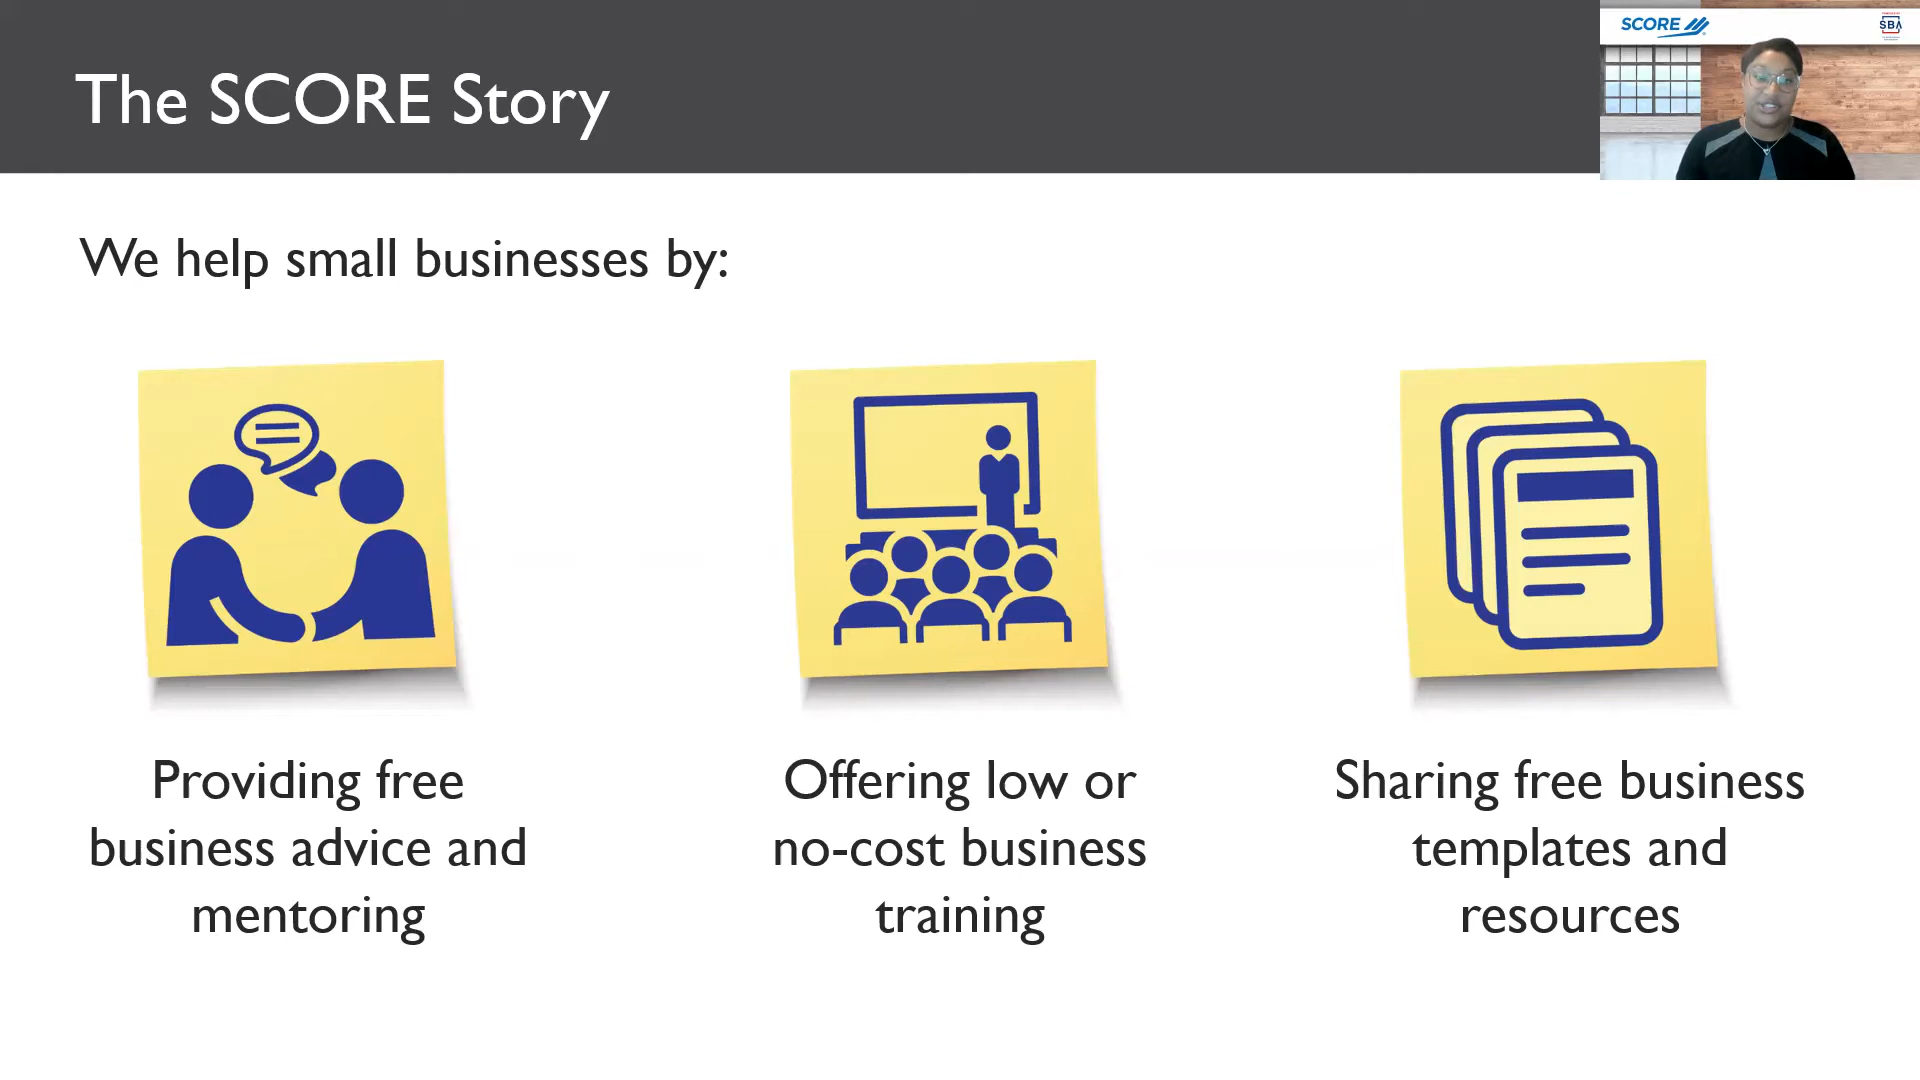 The SCORE Story
SCORE
SBA
We help small businesses by:
Providing free
business advice and
mentoring
Offering low or
no-cost business
training
Sharing free business
templates and
resources